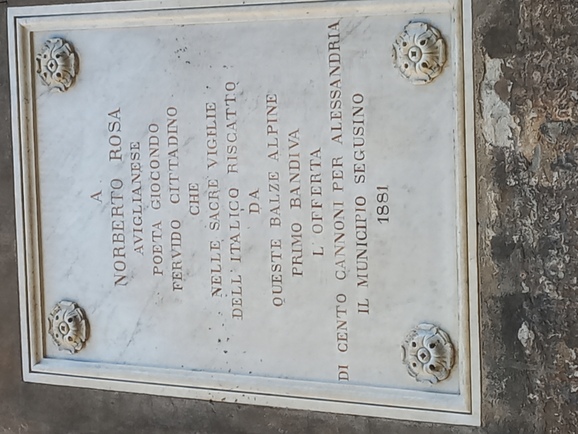 A
NORBERTO ROSA
AVIGLIANESE
POETA GIOCONDO
FERVIDO CITTADINO
CHE
NELLE SACRE VIGILIE
DELL'ITALICO RISCATTO
DA
QUESTE BALZE ALPINE
PRIMO BANDIVA
L'OFFERTA
DI CENTO CANNONI PER ALESSANDRIA
IL MUNICIPIO SEGUSINO
1881